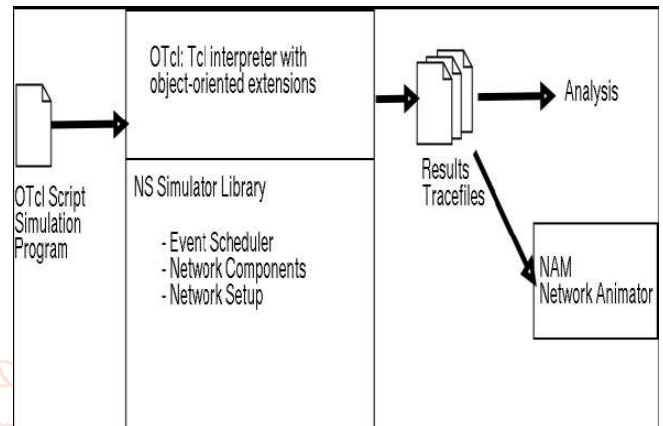 OTcl: Tcl interpreter with
object-oriented extensions
Analysis
Results
Tracefiles
OTcl Script
Simulation
Program
NS Simulator Library
- Event Scheduler
- Network Components
- Network Setup
NAM
Network Animator